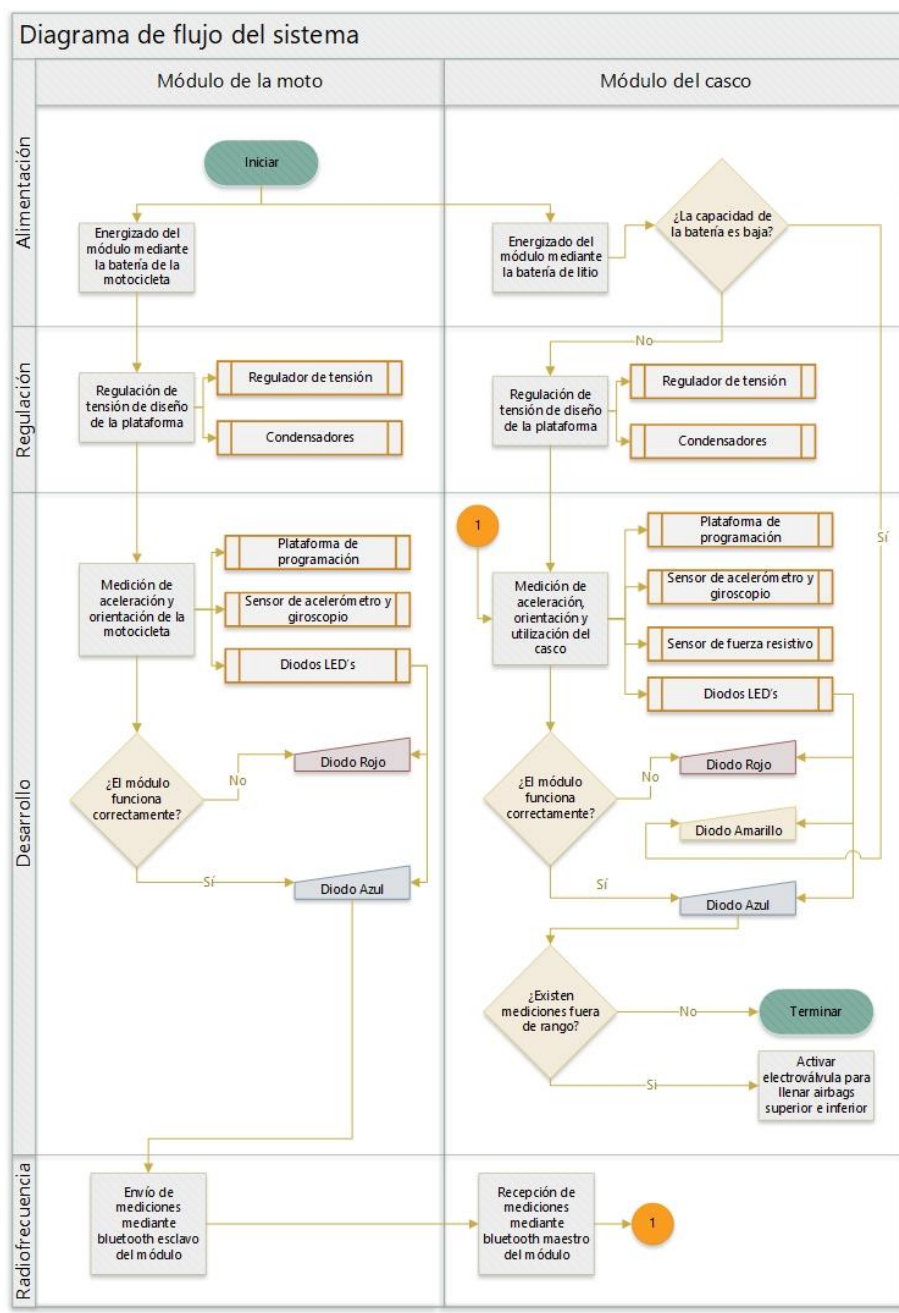 Diagrama de flujo del sistema
Módulo de la moto
Módulo del casco
Alimentación
Iniciar
Energizado del
módulo mediante
la batería de la
motocicleta
Energizado del
módulo mediante
la batería de litio
¿La capacidad de
la batería es baja?
No
Sí
Regulación
Regulación de
tensión de diseño
de la plataforma
Regulador de tensión
Condensadores
Regulación de
tensión de diseño
de la plataforma
Regulador de tensión
Condensadores
Desarrollo
Medición de
aceleración y
orientación de la
motocicleta
Plataforma de
programación
Sensor de acelerómetro y
giroscopio
Diodos LED's
¿El módulo
funciona
correctamente?
No
Diodo Rojo
Sí
Diodo Azul
1
Medición de
aceleración,
orientación y
utilización del
casco
Plataforma de
programación
Sensor de acelerómetro y
giroscopio
Sensor de fuerza resistivo
Diodos LED's
¿El módulo
funciona
correctamente?
No
Diodo Rojo
Diodo Amarillo
Sí
Diodo Azul
¿Existen
mediciones fuera
de rango?
No
Terminar
Si
Activar
electroválvula para
llenar airbags
superior e inferior
Radiofrecuencia
Envío de
mediciones
mediante
bluetooth esclavo
del módulo
Recepción de
mediciones
mediante
bluetooth maestro
del módulo
1